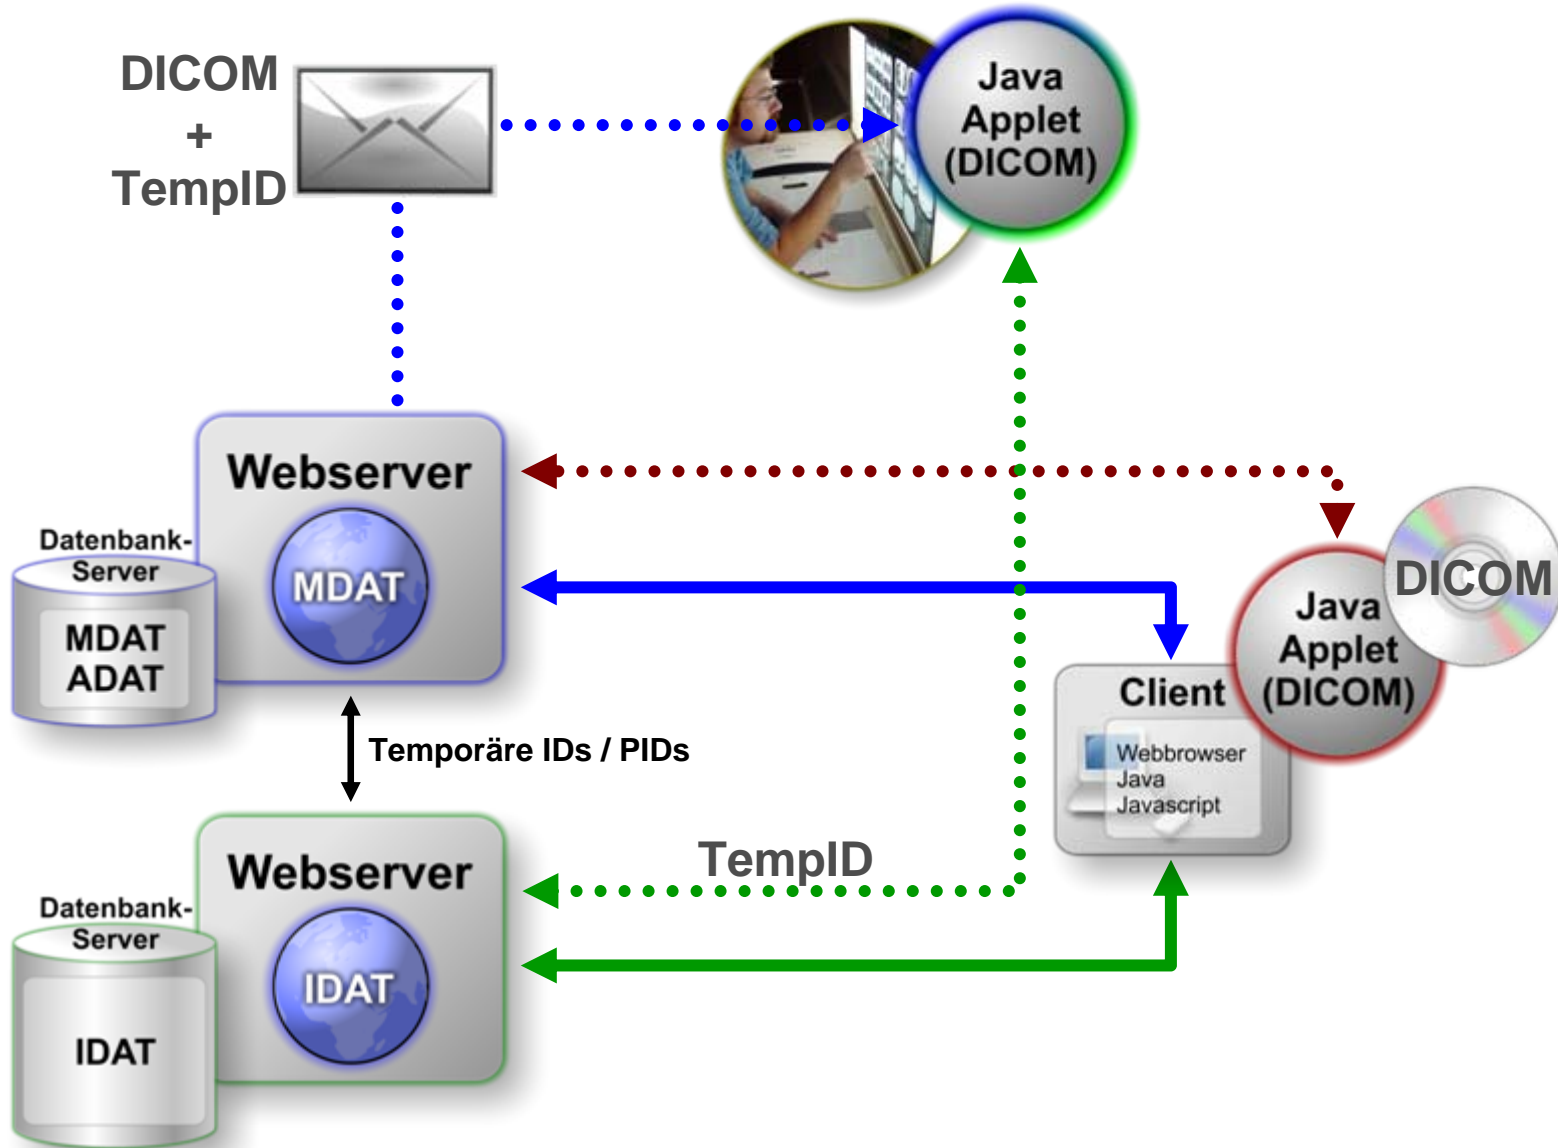 DICOM
+
TempID
Java
Applet
(DICOM)
Webserver
MDAT
Datenbank-
Server
MDAT
ADAT
DICOM
Java
Applet
(DICOM)
Client
Webbrowser
Java
Javascript
Temporäre IDs / PIDs
TempID
Webserver
IDAT
Datenbank-
Server
IDAT